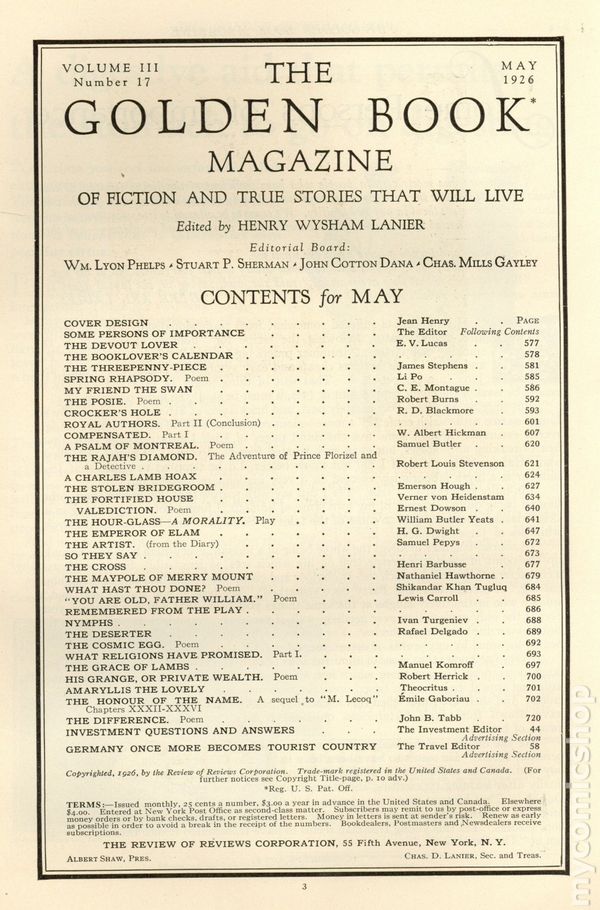 VOLUME III
Number 17
THE
MAY
1926
GOLDEN BOOK*
MAGAZINE
OF FICTION AND TRUE STORIES THAT WILL LIVE
Edited by HENRY WYSHAM LANIER
Editorial Board:
WM. LYON PHELPS ▴ STUART P. SHERMAN ▴ JOHN COTTON DANA ▴ CHAS. MILLS GAYLEY
CONTENTS for MAY
COVER DESIGN . . . . . . . . Jean Henry . . PAGE
SOME PERSONS OF IMPORTANCE . . . . . The Editor Following Contents
THE DEVOUT LOVER . . . . . . . E. V. Lucas . . 577
THE BOOKLOVER'S CALENDAR . . . . . . . . . . 578
THE THREEPENNY-PIECE . . . . . . James Stephens . . 581
SPRING RHAPSODY. Poem . . . . . . Li Po . . 585
MY FRIEND THE SWAN . . . . . . C. E. Montague . . 586
THE POSIE. Poem . . . . . . . . Robert Burns . . 592
CROCKER'S HOLE . . . . . . . . R. D. Blackmore . 593
ROYAL AUTHORS. Part II (Conclusion) . . . . . . . . 601
COMPENSATED. Part I . . . . . . W. Albert Hickman . 607
A PSALM OF MONTREAL. Poem . . . . . Samuel Butler . . 620
THE RAJAH'S DIAMOND. The Adventure of Prince Florizel and
a Detective . . . . . . . . Robert Louis Stevenson 621
A CHARLES LAMB HOAX . . . . . . . . . . 624
THE STOLEN BRIDEGROOM . . . . . . Emerson Hough . . 627
THE FORTIFIED HOUSE . . . . . . Verner von Heidenstam 634
VALEDICTION. Poem . . . . . . Ernest Dowson . . 640
THE HOUR-GLASS—A MORALITY. Play . . . . William Butler Yeats . 641
THE EMPEROR OF ELAM . . . . . . H. G. Dwight . . 647
THE ARTIST. (from the Diary) . . . . . Samuel Pepys . . 672
SO THEY SAY . . . . . . . . . . . 673
THE CROSS . . . . . . . . Henri Barbusse . . 677
THE MAYPOLE OF MERRY MOUNT . . . . . Nathaniel Hawthorne . 679
WHAT HAST THOU DONE? Poem . . . . . Shikandar Khan Tugluq 684
"YOU ARE OLD, FATHER WILLIAM." Poem . . . . Lewis Carroll . . 685
REMEMBERED FROM THE PLAY . . . . . . . . . 686
NYMPHS . . . . . . . . . Ivan Turgeniev . . 688
THE DESERTER . . . . . . . . Rafael Delgado . . 689
THE COSMIC EGG. Poem . . . . . . . . . . 692
WHAT RELIGIONS HAVE PROMISED. Part I. . . . . . . . 693
THE GRACE OF LAMBS . . . . . . . Manuel Komroff . . 697
HIS GRANGE, OR PRIVATE WEALTH. Poem . . . . Robert Herrick . . 700
AMARYLLIS THE LOVELY . . . . . . Theocritus . . 701
THE HONOUR OF THE NAME. A sequel to "M. Lecoq" Émile Gaboriau . . 702
Chapters XXXII-XXXVI
THE DIFFERENCE. Poem . . . . . . John B. Tabb . . 720
INVESTMENT QUESTIONS AND ANSWERS . . . . The Investment Editor 44
Advertising Section
GERMANY ONCE MORE BECOMES TOURIST COUNTRY The Travel Editor . 58
Advertising Section
Copyrighted, 1926, by the Review of Reviews Corporation. Trade-mark registered in the United States and Canada. (For
further notices see Copyright Title-page, p. 10 adv.)
*Reg. U. S. Pat. Off.
TERMS:—Issued monthly, 25 cents a number, $3.00 a year in advance in the United States and Canada. Elsewhere
$4.00. Entered at New York Post Office as second-class matter. Subscribers may remit to us by post-office or express
money orders or by bank checks, drafts, or registered letters. Money in letters is sent at sender's risk. Renew as early
as possible in order to avoid a break in the receipt of the numbers. Bookdealers, Postmasters and Newsdealers receive
subscriptions.
THE REVIEW OF REVIEWS CORPORATION, 55 Fifth Avenue, New York, N. Y.
ALBERT SHAW, PRES.
CHAS. D. LANIER, Sec. and Treas.
3
mycomicshop